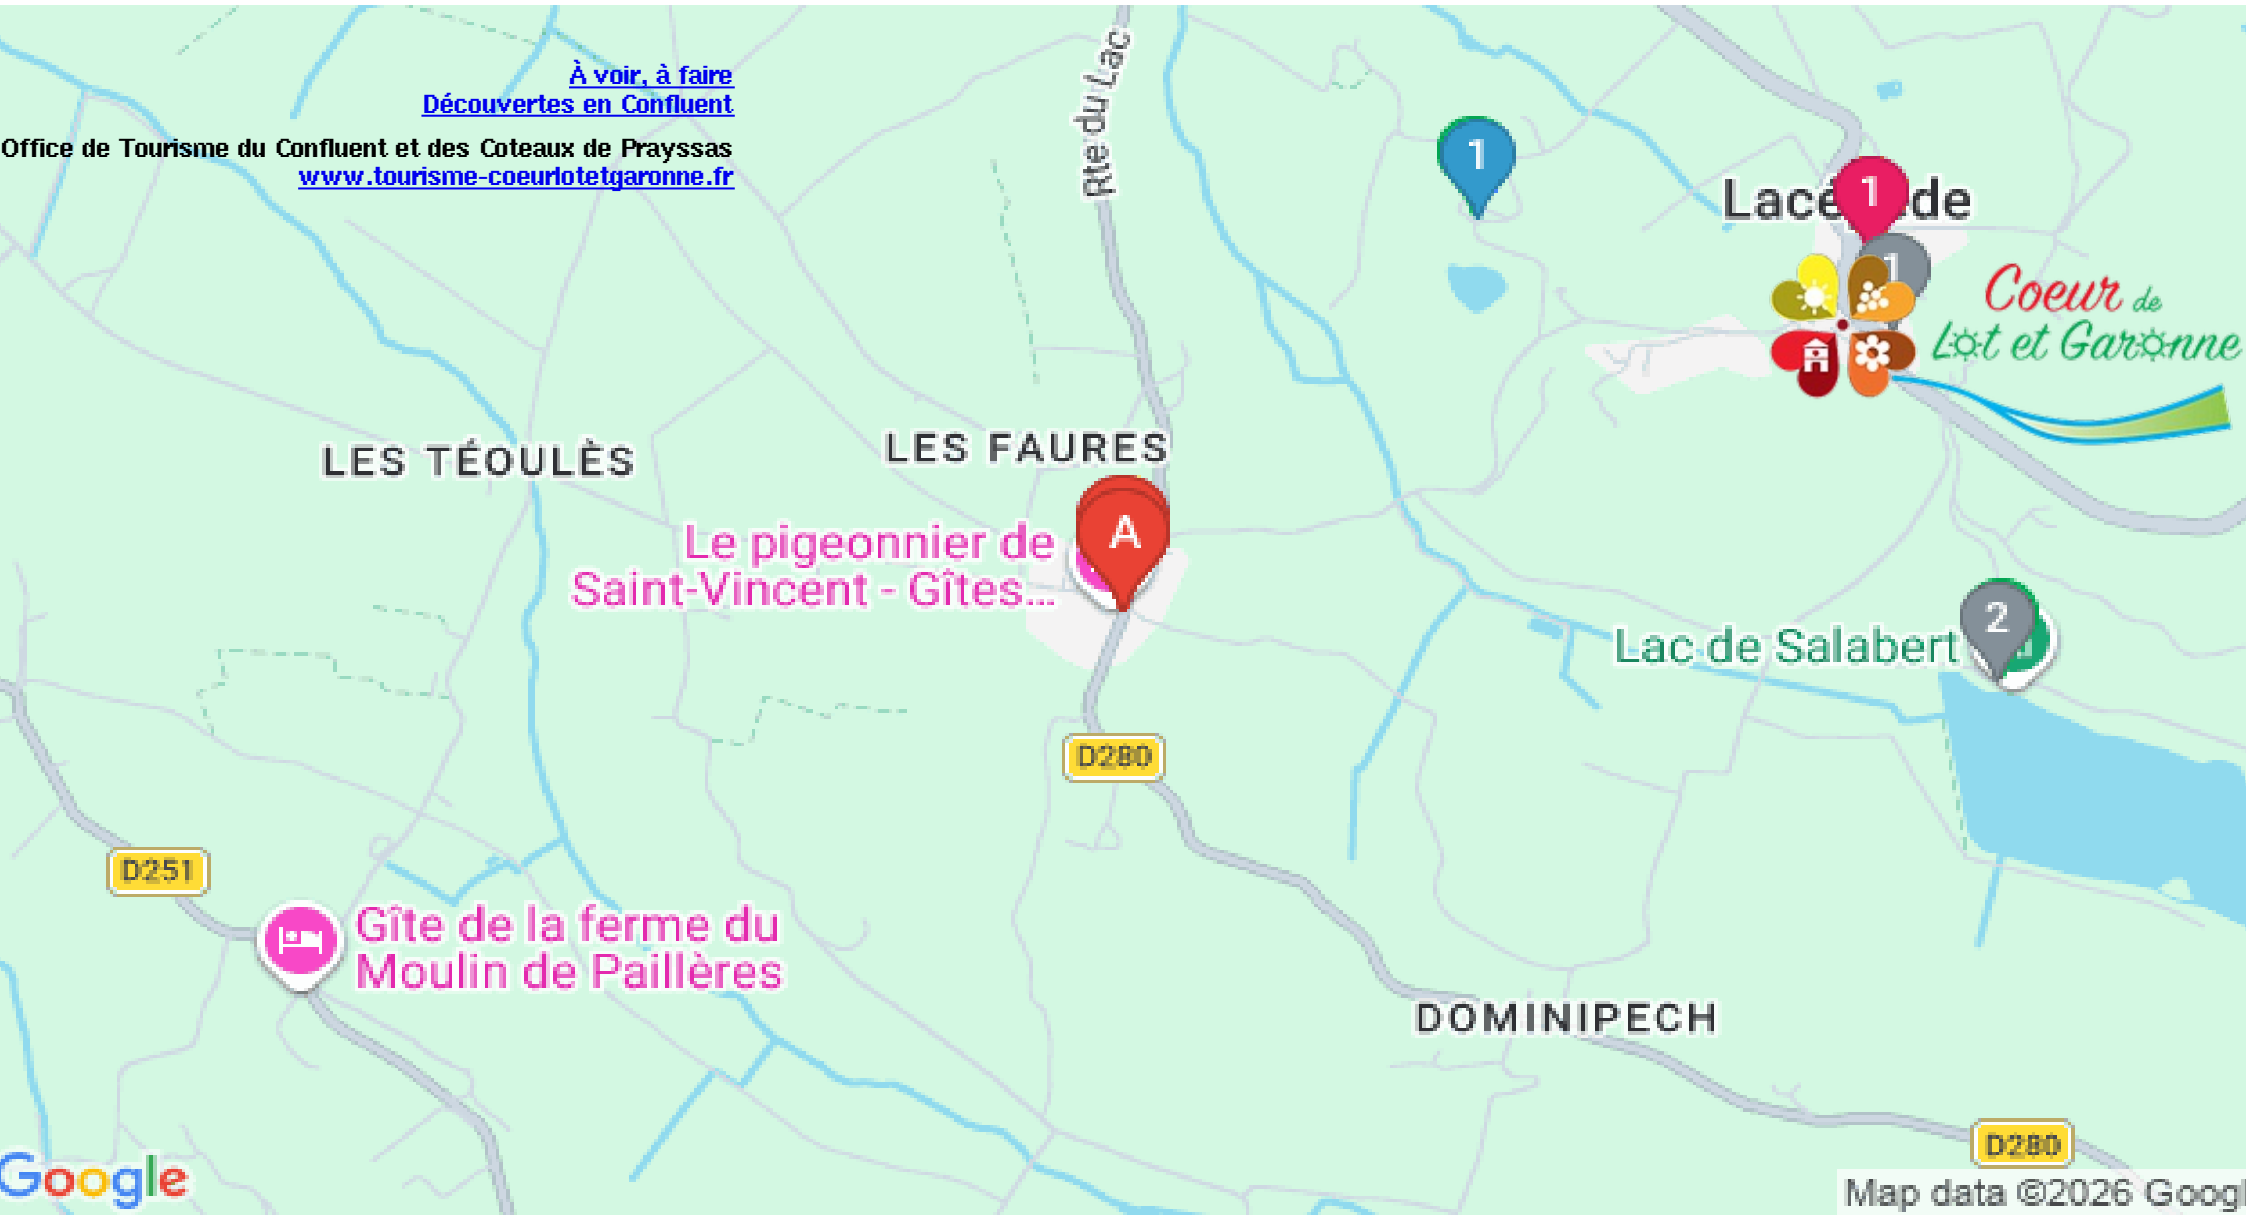 À voir, à faire
Découvertes en Confluent
Office de Tourisme du Confluent et des Coteaux de Prayssas
www.tourisme-coeurlotetgaronne.fr
Rte du Lac
1
1
de
1
Coeur de
Lot et Garonne
LES TÉOULÈS
LES FAURES
A
Le pigeonnier de
Saint-Vincent - Gîtes...
2
Lac de Salabert
D280
D251
Gîte de la ferme du
Moulin de Paillères
DOMINIPECH
D280
Google
Map data ©2026 Googl